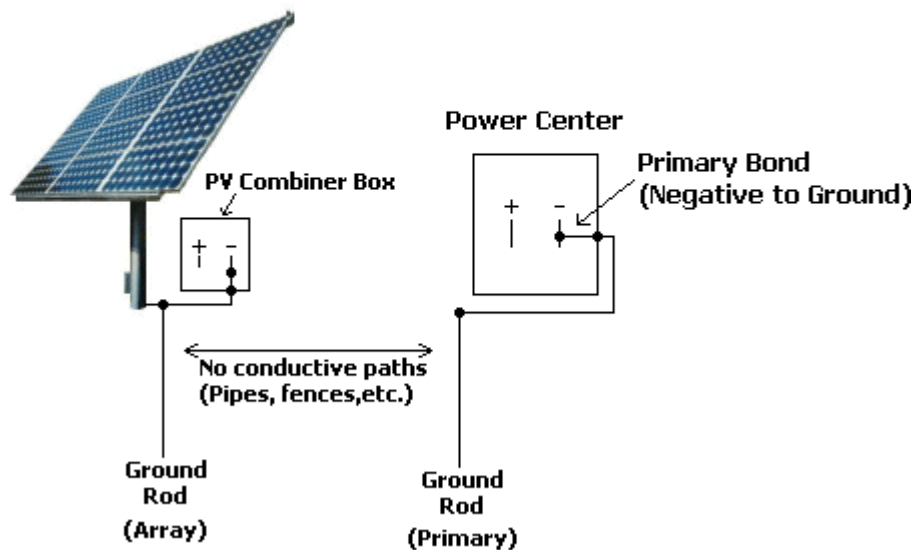 Power Center
PV Combiner Box
+ -
Primary Bond
(Negative to Ground)
+ -
No conductive paths
(Pipes, fences,etc.)
Ground
Rod
(Array)
Ground
Rod
(Primary)